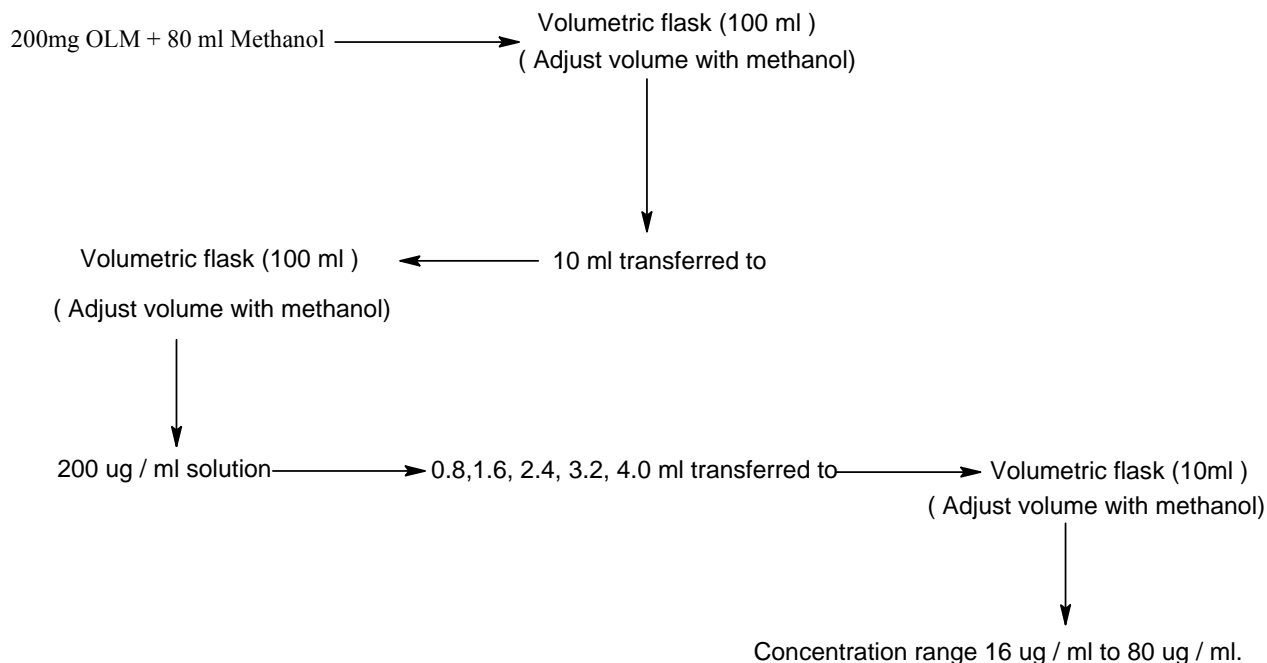 200mg OLM + 80 ml Methanol
Volumetric flask (100 ml )
( Adjust volume with methanol)
10 ml transferred to
Volumetric flask (100 ml )
( Adjust volume with methanol)
200 ug / ml solution
0.8,1.6, 2.4, 3.2, 4.0 ml transferred to
Volumetric flask (10ml )
( Adjust volume with methanol)
Concentration range 16 ug / ml to 80 ug / ml.